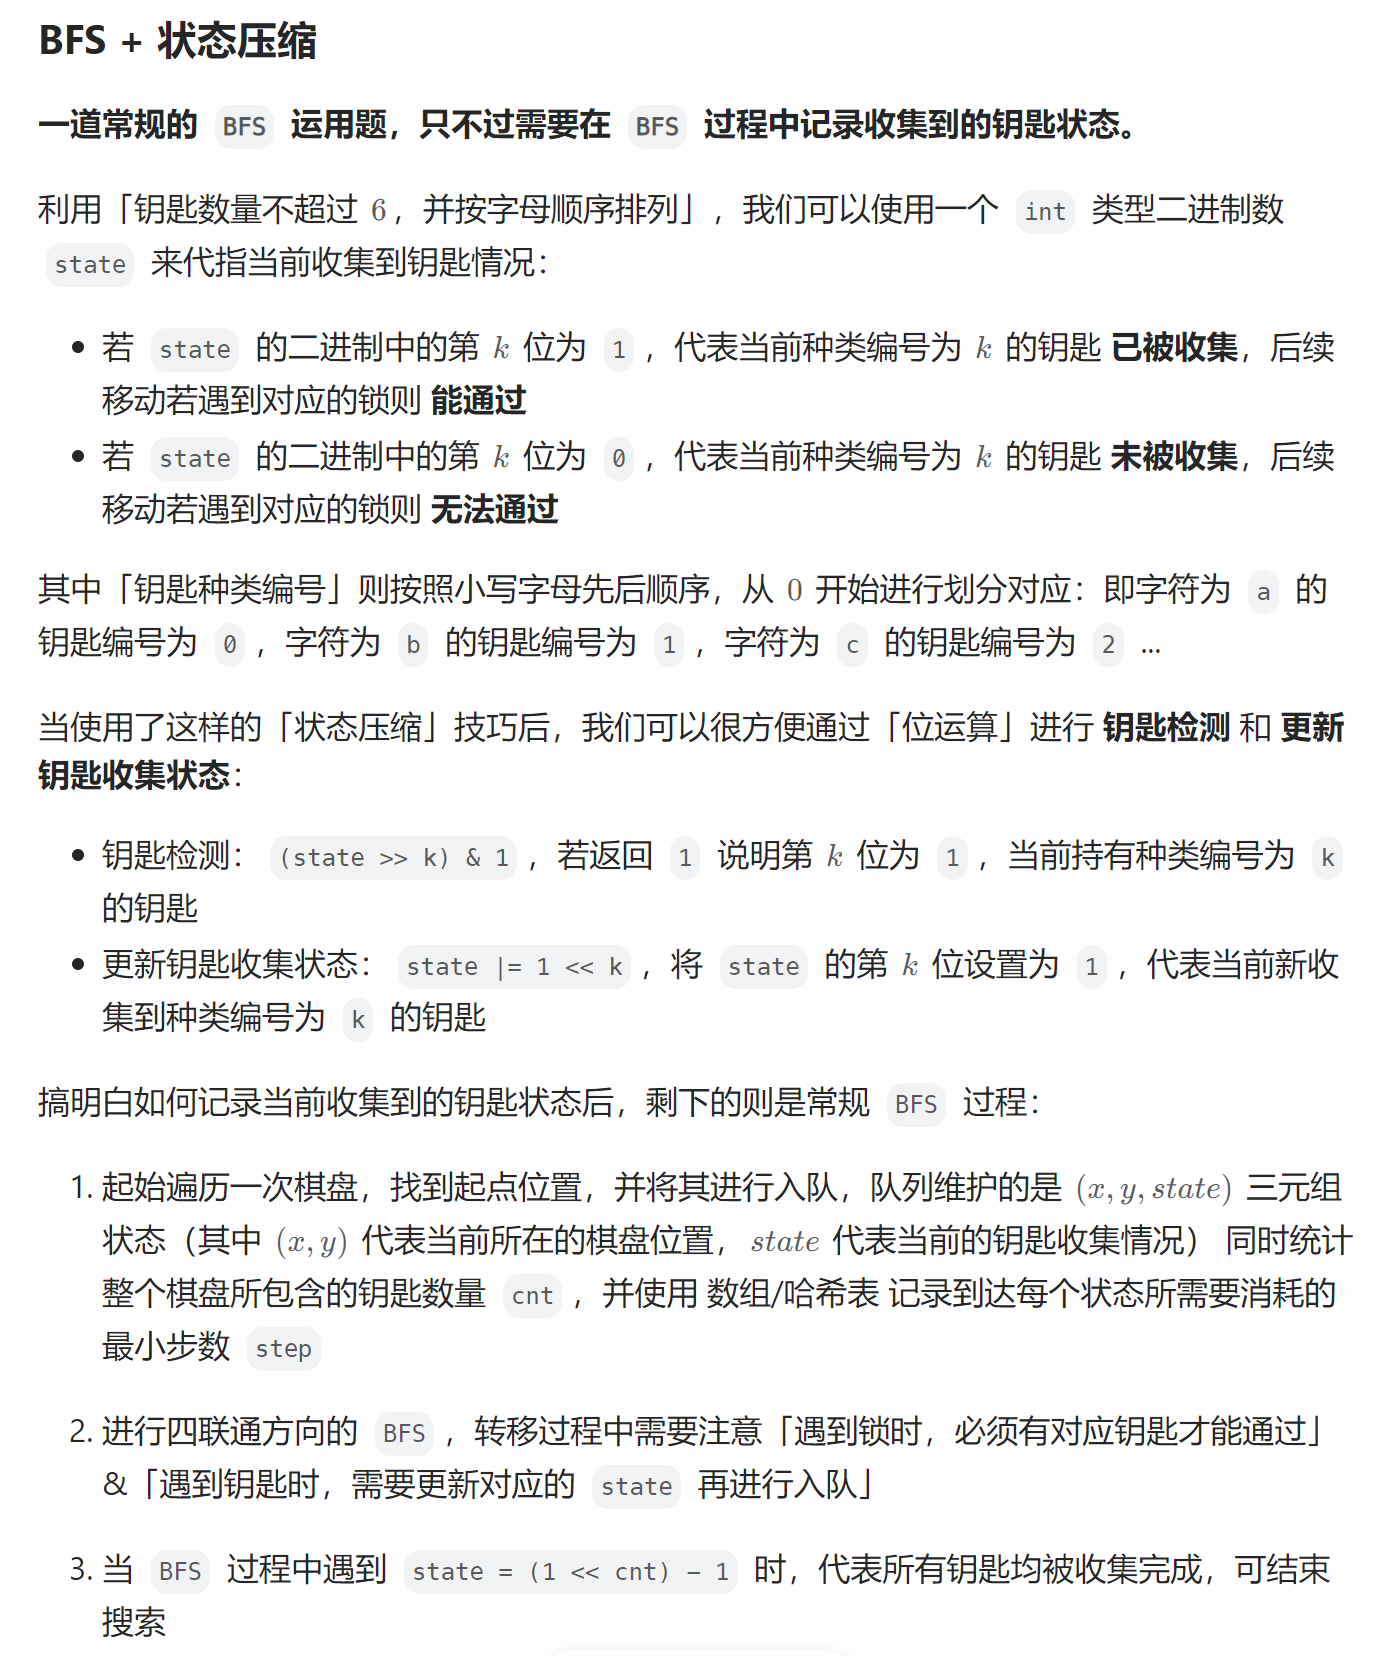 BFS + 状态压缩
一道常规的 BFS 运用题，只不过需要在 BFS 过程中记录收集到的钥匙状态。
利用「钥匙数量不超过 6，并按字母顺序排列」，我们可以使用一个 int 类型二进制数
state 来代指当前收集到钥匙情况：
• 若 state 的二进制中的第 k 位为 1 ，代表当前种类编号为 k 的钥匙 已被收集，后续
移动若遇到对应的锁则 能通过
• 若 state 的二进制中的第 k 位为 0 ，代表当前种类编号为 k 的钥匙 未被收集，后续
移动若遇到对应的锁则 无法通过
其中「钥匙种类编号」则按照小写字母先后顺序，从 0 开始进行划分对应：即字符为 a 的
钥匙编号为 0 ，字符为 b 的钥匙编号为 1 ，字符为 c 的钥匙编号为 2 ...
当使用了这样的「状态压缩」技巧后，我们可以很方便通过「位运算」进行 钥匙检测 和 更新
钥匙收集状态：
• 钥匙检测： (state >> k) & 1 ，若返回 1 说明第 k 位为 1 ，当前持有种类编号为 k
的钥匙
• 更新钥匙收集状态： state |= 1 << k ，将 state 的第 k 位设置为 1 ，代表当前新收
集到种类编号为 k 的钥匙
搞明白如何记录当前收集到的钥匙状态后，剩下的则是常规 BFS 过程：
1. 起始遍历一次棋盘，找到起点位置，并将其进行入队，队列维护的是 (x, y, state) 三元组
状态（其中 (x, y) 代表当前所在的棋盘位置，state 代表当前的钥匙收集情况） 同时统计
整个棋盘所包含的钥匙数量 cnt ，并使用 数组/哈希表 记录到达每个状态所需要消耗的
最小步数 step
2. 进行四联通方向的 BFS ，转移过程中需要注意「遇到锁时，必须有对应钥匙才能通过」
&「遇到钥匙时，需要更新对应的 state 再进行入队」
3. 当 BFS 过程中遇到 state = (1 << cnt) - 1 时，代表所有钥匙均被收集完成，可结束
搜索